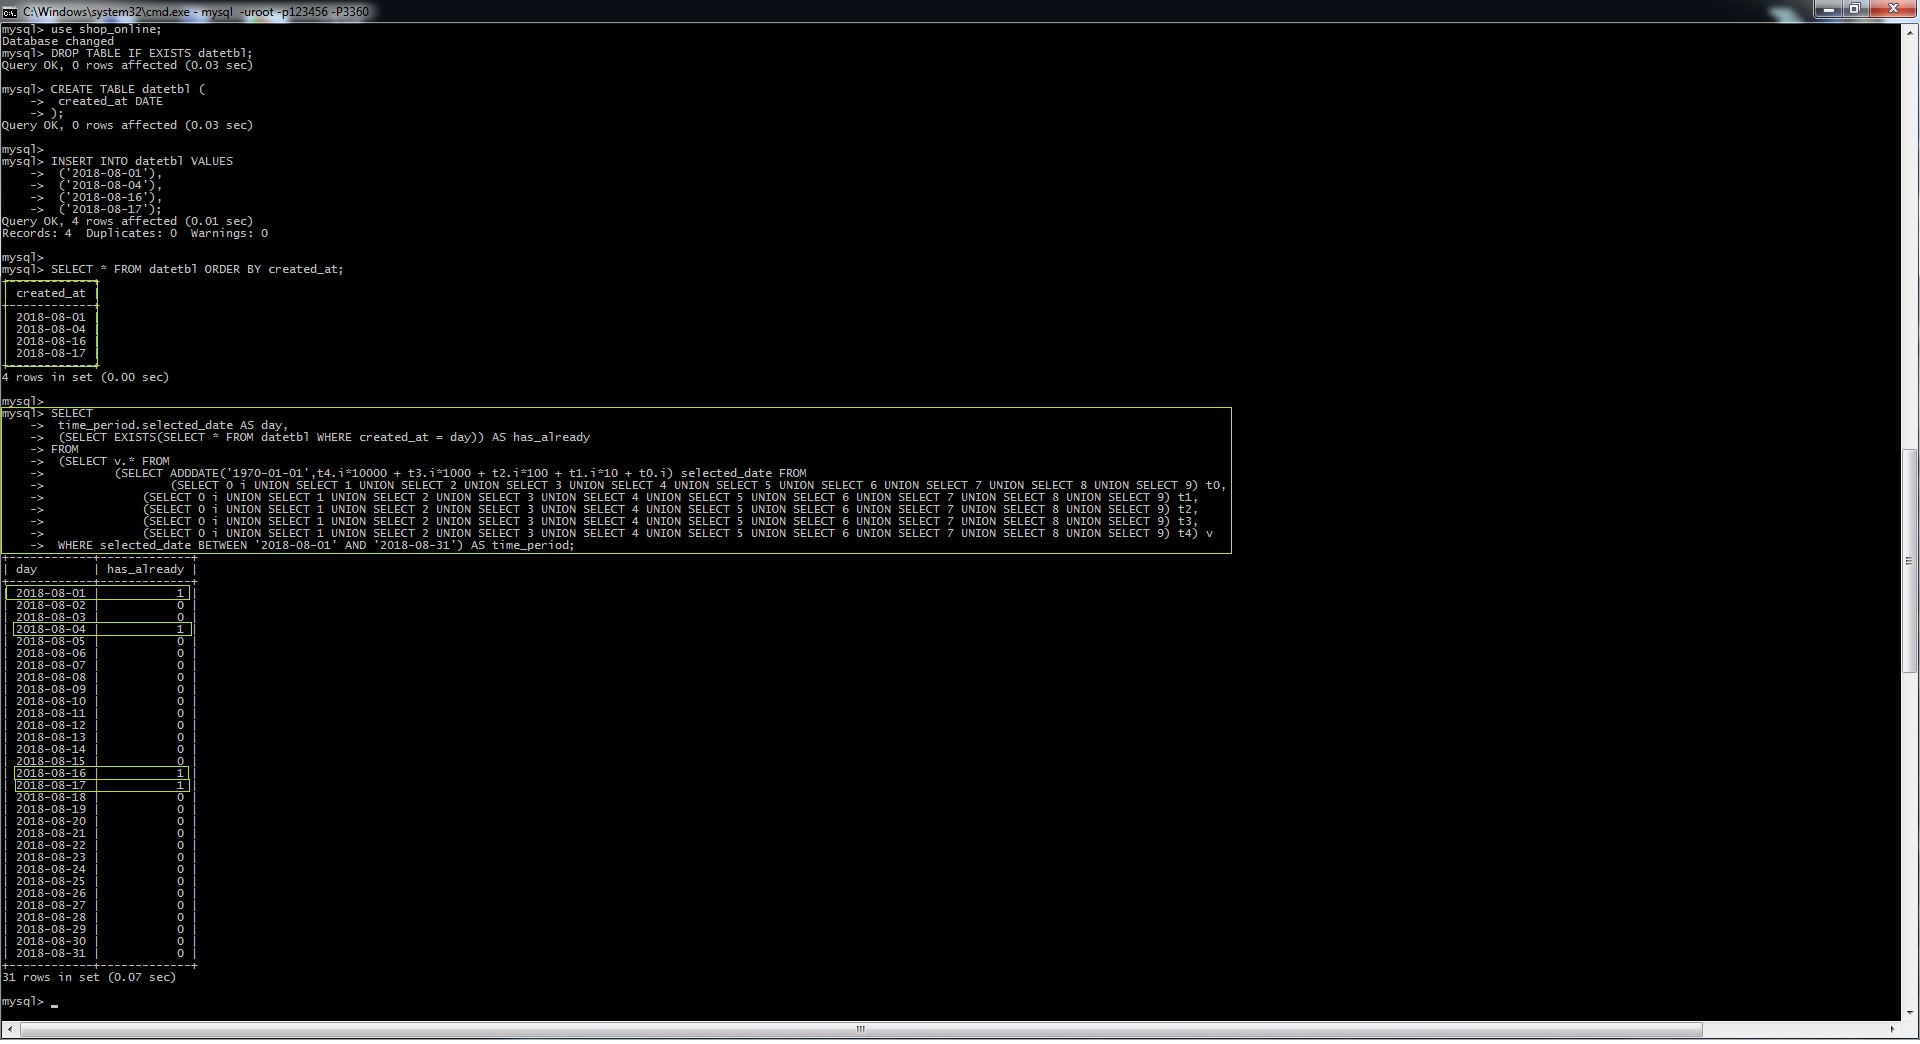 C:\Windows\system32\cmd.exe - mysql  -uroot -p123456 -P3360
mysql> use shop_online;
Database changed
mysql> DROP TABLE IF EXISTS datetbl;
Query OK, 0 rows affected (0.03 sec)
mysql> CREATE TABLE datetbl (
    ->  created_at DATE
    -> );
Query OK, 0 rows affected (0.03 sec)
mysql>
mysql> INSERT INTO datetbl VALUES
    ->  ('2018-08-01'),
    ->  ('2018-08-04'),
    ->  ('2018-08-16'),
    ->  ('2018-08-17');
Query OK, 4 rows affected (0.01 sec)
Records: 4  Duplicates: 0  Warnings: 0
mysql>
mysql> SELECT * FROM datetbl ORDER BY created_at;
+------------+
| created_at |
+------------+
| 2018-08-01 |
| 2018-08-04 |
| 2018-08-16 |
| 2018-08-17 |
+------------+
4 rows in set (0.00 sec)
mysql>
mysql> SELECT
    ->  time_period.selected_date AS day,
    ->  (SELECT EXISTS(SELECT * FROM datetbl WHERE created_at = day)) AS has_already
    -> FROM
    ->  (SELECT v.* FROM
    ->          (SELECT ADDDATE('1970-01-01',t4.i*10000 + t3.i*1000 + t2.i*100 + t1.i*10 + t0.i) selected_date FROM
    ->                  (SELECT 0 i UNION SELECT 1 UNION SELECT 2 UNION SELECT 3 UNION SELECT 4 UNION SELECT 5 UNION SELECT 6 UNION SELECT 7 UNION SELECT 8 UNION SELECT 9) t0,
    ->              (SELECT 0 i UNION SELECT 1 UNION SELECT 2 UNION SELECT 3 UNION SELECT 4 UNION SELECT 5 UNION SELECT 6 UNION SELECT 7 UNION SELECT 8 UNION SELECT 9) t1,
    ->              (SELECT 0 i UNION SELECT 1 UNION SELECT 2 UNION SELECT 3 UNION SELECT 4 UNION SELECT 5 UNION SELECT 6 UNION SELECT 7 UNION SELECT 8 UNION SELECT 9) t2,
    ->              (SELECT 0 i UNION SELECT 1 UNION SELECT 2 UNION SELECT 3 UNION SELECT 4 UNION SELECT 5 UNION SELECT 6 UNION SELECT 7 UNION SELECT 8 UNION SELECT 9) t3,
    ->              (SELECT 0 i UNION SELECT 1 UNION SELECT 2 UNION SELECT 3 UNION SELECT 4 UNION SELECT 5 UNION SELECT 6 UNION SELECT 7 UNION SELECT 8 UNION SELECT 9) t4) v
    ->  WHERE selected_date BETWEEN '2018-08-01' AND '2018-08-31') AS time_period;
+------------+-------------+
| day        | has_already |
+------------+-------------+
| 2018-08-01 |           1 |
| 2018-08-02 |           0 |
| 2018-08-03 |           0 |
| 2018-08-04 |           1 |
| 2018-08-05 |           0 |
| 2018-08-06 |           0 |
| 2018-08-07 |           0 |
| 2018-08-08 |           0 |
| 2018-08-09 |           0 |
| 2018-08-10 |           0 |
| 2018-08-11 |           0 |
| 2018-08-12 |           0 |
| 2018-08-13 |           0 |
| 2018-08-14 |           0 |
| 2018-08-15 |           0 |
| 2018-08-16 |           1 |
| 2018-08-17 |           1 |
| 2018-08-18 |           0 |
| 2018-08-19 |           0 |
| 2018-08-20 |           0 |
| 2018-08-21 |           0 |
| 2018-08-22 |           0 |
| 2018-08-23 |           0 |
| 2018-08-24 |           0 |
| 2018-08-25 |           0 |
| 2018-08-26 |           0 |
| 2018-08-27 |           0 |
| 2018-08-28 |           0 |
| 2018-08-29 |           0 |
| 2018-08-30 |           0 |
| 2018-08-31 |           0 |
+------------+-------------+
31 rows in set (0.07 sec)
mysql> _